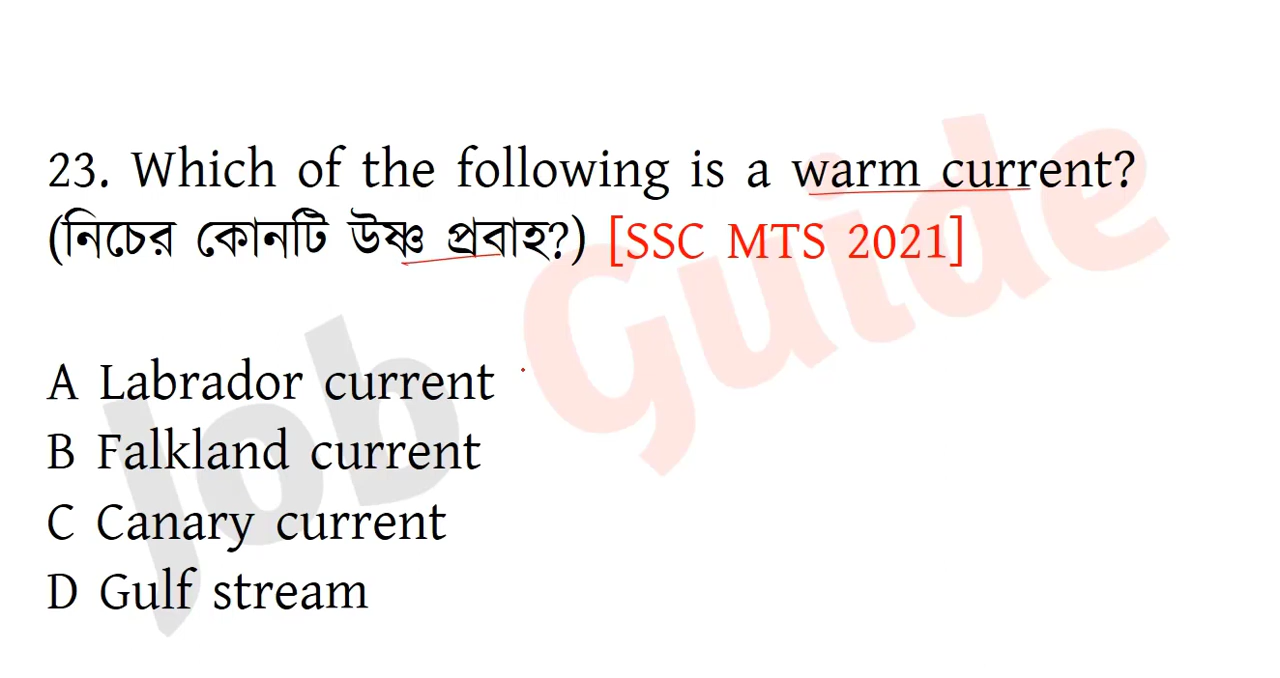 23. Which of the following is a warm current?
(নিচের কোনটি উষ্ণ প্রবাহ?) [SSC MTS 2021]
Job Guide
A Labrador current
B Falkland current
C Canary current
D Gulf stream